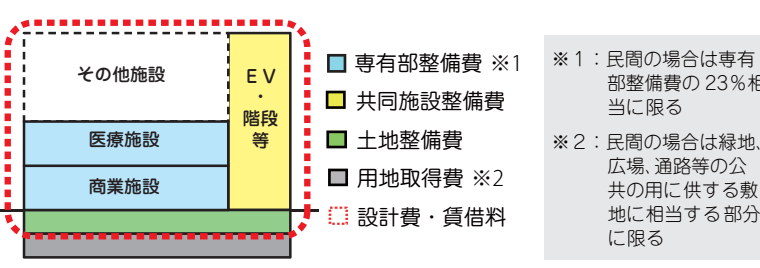 その他施設
EV
・
階段
等
医療施設
商業施設
専有部整備費 ※1
共同施設整備費
土地整備費
用地取得費 ※2
設計費・賃借料
※1：民間の場合は専有
部整備費の23％相
当に限る
※2：民間の場合は緑地、
広場、通路等の公
共の用に供する敷
地に相当する部分
に限る